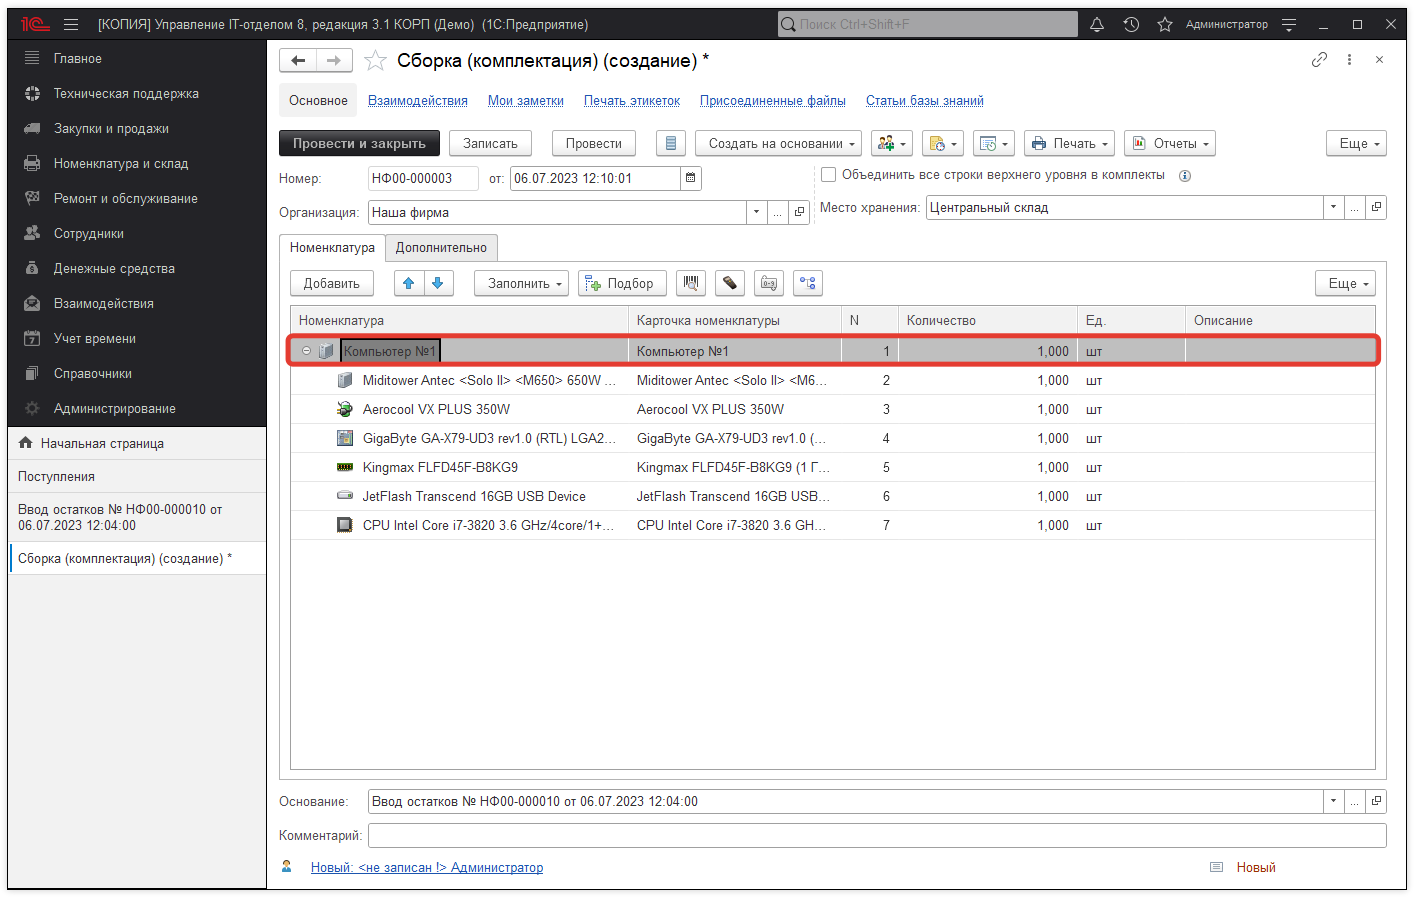 [КОПИЯ] Управление IT-отделом 8, редакция 3.1 КОРП (Демо) (1С:Предприятие)
Поиск Ctrl+Shift+F
Администратор
Главное
Техническая поддержка
Закупки и продажи
Номенклатура и склад
Ремонт и обслуживание
Сотрудники
Денежные средства
Взаимодействия
Учет времени
Справочники
Администрирование
Начальная страница
Поступления
Ввод остатков № НФ00-000010 от
06.07.2023 12:04:00
Сборка (комплектация) (создание) *
Сборка (комплектация) (создание) *
Основное Взаимодействия Мои заметки Печать этикеток Присоединенные файлы Статьи базы знаний
Провести и закрыть Записать Провести Создать на основании Печать Отчеты Еще
Номер: НФ00-000003 от: 06.07.2023 12:10:01
Объединить все строки верхнего уровня в комплекты
Организация: Наша фирма
Место хранения: Центральный склад
Номенклатура Дополнительно
Добавить Заполнить Подбор Еще
Номенклатура Карточка номенклатуры N Количество Ед. Описание
Компьютер №1 Компьютер №1 1 1,000 шт
Miditower Antec <Solo II> <M650> 650W ... Miditower Antec <Solo II> <M6... 2 1,000 шт
Aerocool VX PLUS 350W Aerocool VX PLUS 350W 3 1,000 шт
GigaByte GA-X79-UD3 rev1.0 (RTL) LGA2... GigaByte GA-X79-UD3 rev1.0 (... 4 1,000 шт
Kingmax FLFD45F-B8KG9 Kingmax FLFD45F-B8KG9 (1 Г... 5 1,000 шт
JetFlash Transcend 16GB USB Device JetFlash Transcend 16GB USB... 6 1,000 шт
CPU Intel Core i7-3820 3.6 GHz/4core/1+... CPU Intel Core i7-3820 3.6 GH... 7 1,000 шт
Основание: Ввод остатков № НФ00-000010 от 06.07.2023 12:04:00
Комментарий:
Новый: <не записан !> Администратор
Новый